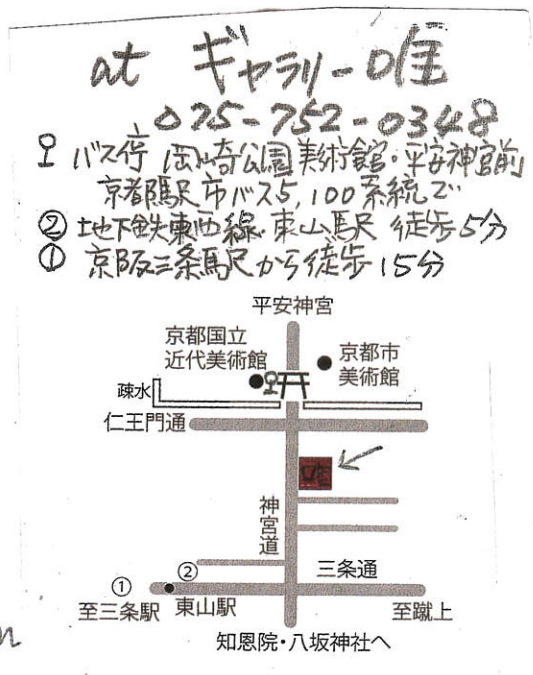 at ギャラリー唯
075-752-0348
バス停 岡崎公園 美術館・平安神宮前
京都駅市バス5,100系統で
② 地下鉄東西線 東山駅 徒歩5分
① 京阪三条駅から徒歩15分
平安神宮
京都国立
近代美術館
京都市
美術館
疎水
仁王門通
唯
神宮道
三条通
①
②
至三条駅
東山駅
至蹴上
知恩院・八坂神社へ